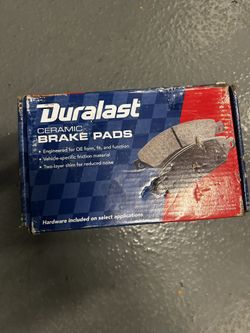 Duralast
CERAMIC
BRAKE PADS
• Engineered for OE form, fit, and function
• Vehicle-specific friction material
• Two-layer shim for reduced noise
Hardware included on select applications